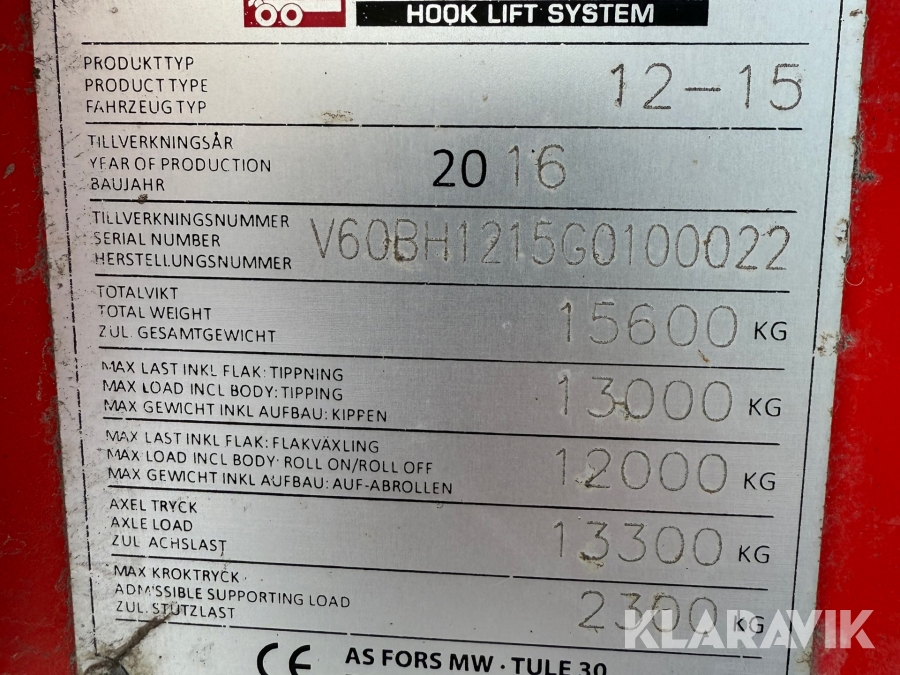 HOOK LIFT SYSTEM
PRODUKTTYP
PRODUCT TYPE
FAHRZEUGTYP
12-15
TILLVERKNINGSÅR
YEAR OF PRODUCTION
BAUJAHR
2016
TILLVERKNINGSNUMMER
SERIAL NUMBER
HERSTELLUNGSNUMMER
V60BH1215G0100022
TOTALVIKT
TOTAL WEIGHT
ZUL. GESAMTGEWICHT
15600 KG
MAX LAST INKL FLAK: TIPPNING
MAX LOAD INCL BODY: TIPPING
MAX GEWICHT INKL AUFBAU: KIPPEN
13000 KG
MAX LAST INKL FLAK: FLAKVÄXLING
MAX LOAD INCL BODY: ROLL ON/ROLL OFF
MAX GEWICHT INKL AUFBAU: AUF-ABROLLEN
12000 KG
AXEL TRYCK
AXLE LOAD
ZUL ACHSLAST
13300 KG
MAX KROKTRYCK
ADMISSIBLE SUPPORTING LOAD
ZUL. STÜTZLAST
2300 KG
CE
AS FORS MW · TULE 30
KLARAVIK